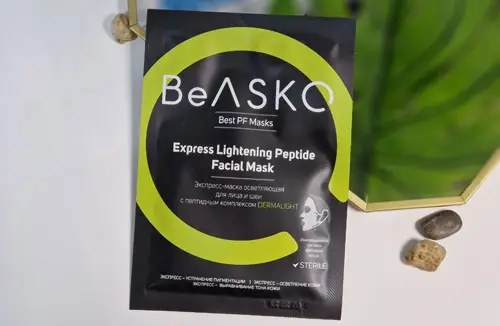 BeASKO
Best PF Masks
Express Lightening Peptide
Facial Mask
Экспресс-маска осветляющая
для лица и шеи
с пептидным комплексом DERMALIGHT
STERILE
ЭКСПРЕСС – УСТРАНЕНИЕ ПИГМЕНТАЦИИ | ЭКСПРЕСС – ОСВЕТЛЕНИЕ КОЖИ
ЭКСПРЕСС – ВЫРАВНИВАНИЕ ТОНА КОЖИ